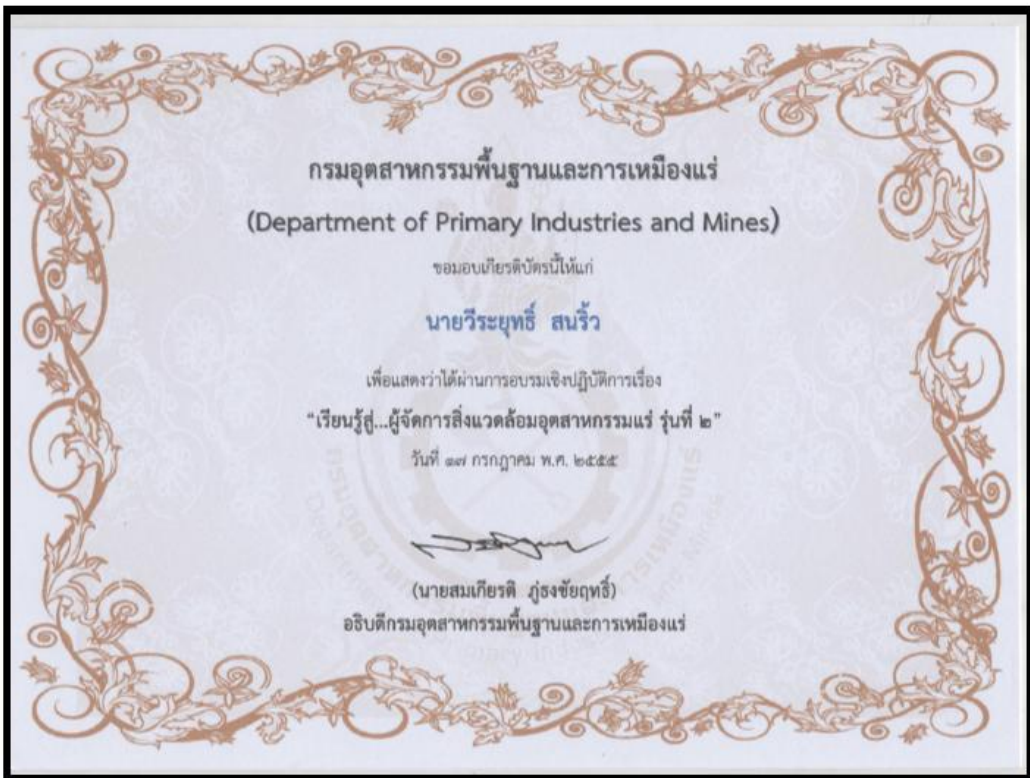 กรมอุตสาหกรรมพื้นฐานและการเหมืองแร่
(Department of Primary Industries and Mines)
ขอมอบเกียรติบัตรนี้ให้แก่
นายวีระยุทธิ์ สนริ้ว
เพื่อแสดงว่าได้ผ่านการอบรมเชิงปฏิบัติการเรื่อง
“เรียนรู้สู่...ผู้จัดการสิ่งแวดล้อมอุตสาหกรรมแร่ รุ่นที่ ๒”
วันที่ ๑๗ กรกฎาคม พ.ศ. ๒๕๕๕
(นายสมเกียรติ ภู่ธงชัยฤทธิ์)
อธิบดีกรมอุตสาหกรรมพื้นฐานและการเหมืองแร่